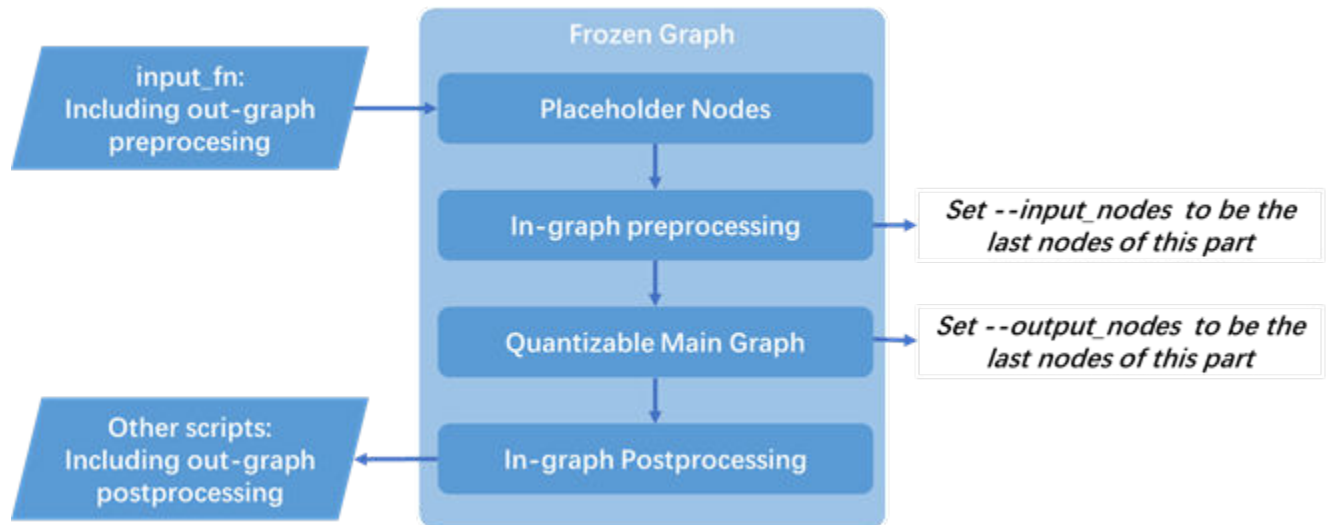 Frozen Graph
input_fn:
Including out-graph
preprocesing
Placeholder Nodes
In-graph preprocessing
Set --input_nodes to be the
last nodes of this part
Quantizable Main Graph
Set --output_nodes to be the
last nodes of this part
In-graph Postprocessing
Other scripts:
Including out-graph
postprocessing